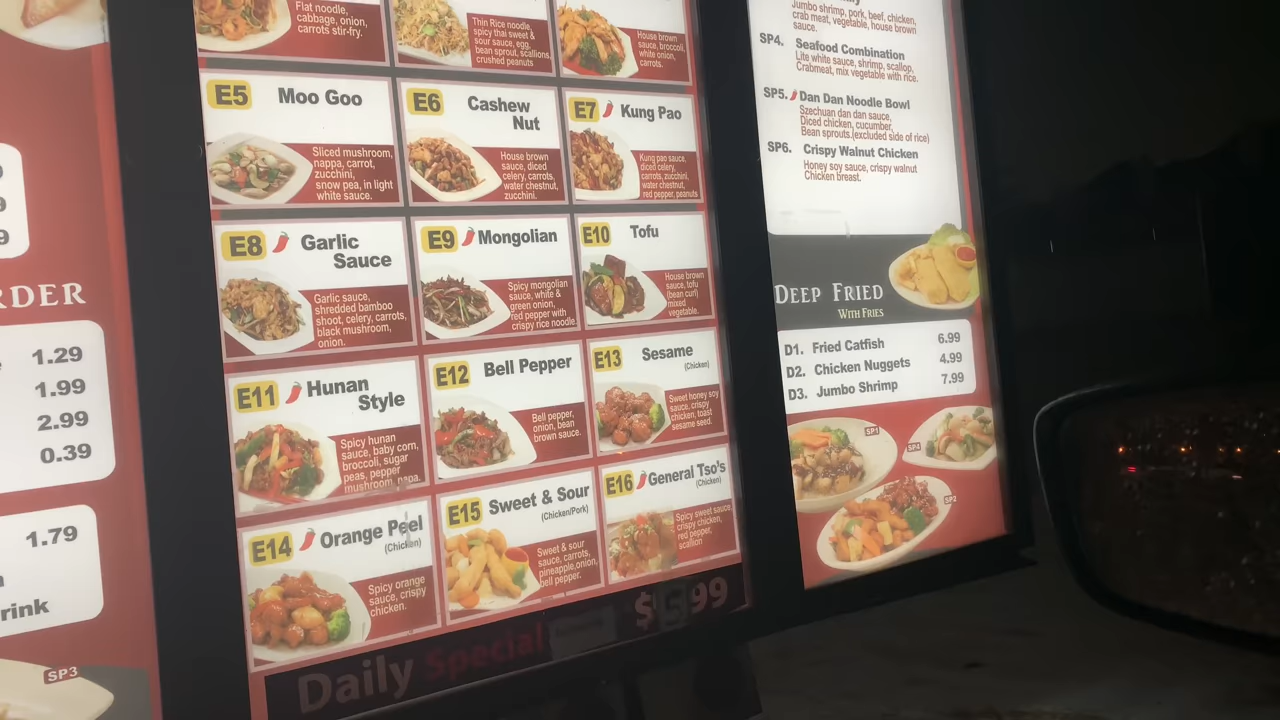 Flat noodle,
cabbage, onion,
carrots stir-fry.
Thin Rice noodle,
spicy thai sweet &
sour sauce, egg,
bean sprout, scallions,
crushed peanuts
House brown
sauce, broccoli,
white onion,
carrots.
E5 Moo Goo
Sliced mushroom,
nappa, carrot,
zucchini,
snow pea, in light
white sauce.
E6 Cashew
Nut
House brown
sauce, diced
celery, carrots,
water chestnut,
zucchini.
E7 Kung Pao
Kung pao sauce,
diced celery,
carrots, zucchini,
water chestnut,
red pepper, peanuts
E8 Garlic
Sauce
Garlic sauce,
shredded bamboo
shoot, celery, carrots,
black mushroom,
onion.
E9 Mongolian
Spicy mongolian
sauce, white &
green onion,
red pepper with
crispy rice noodle
E10 Tofu
House brown
sauce, tofu
(bean curd)
mixed
vegetable.
E11 Hunan
Style
Spicy hunan
sauce, baby corn,
broccoli, sugar
peas, pepper
mushroom, napa.
E12 Bell Pepper
Bell pepper,
onion, bean
brown sauce.
E13 Sesame
(Chicken)
Sweet honey soy
sauce, crispy
chicken, toast
sesame seed.
E14 Orange Peel
(Chicken)
Spicy orange
sauce, crispy
chicken.
E15 Sweet & Sour
(Chicken/Pork)
Sweet & sour
sauce, carrots,
pineapple,onion,
bell pepper.
E16 General Tso's
(Chicken)
Spicy sweet sauce,
crispy chicken,
red pepper,
scallion
Daily Special $5.99
Jumbo shrimp, pork, beef, chicken,
crab meat, vegetable, house brown
sauce.
SP4. Seafood Combination
Lite white sauce, shrimp, scallop,
Crabmeat, mix vegetable with rice.
SP5. Dan Dan Noodle Bowl
Szechuan dan dan sauce,
Diced chicken, cucumber,
Bean sprouts.(excluded side of rice)
SP6. Crispy Walnut Chicken
Honey soy sauce, crispy walnut
Chicken breast.
DEEP FRIED
WITH FRIES
D1. Fried Catfish 6.99
D2. Chicken Nuggets 4.99
D3. Jumbo Shrimp 7.99
SP1
SP4
SP2
9
9
RDER
1.29
1.99
2.99
0.39
1.79
rink
SP3